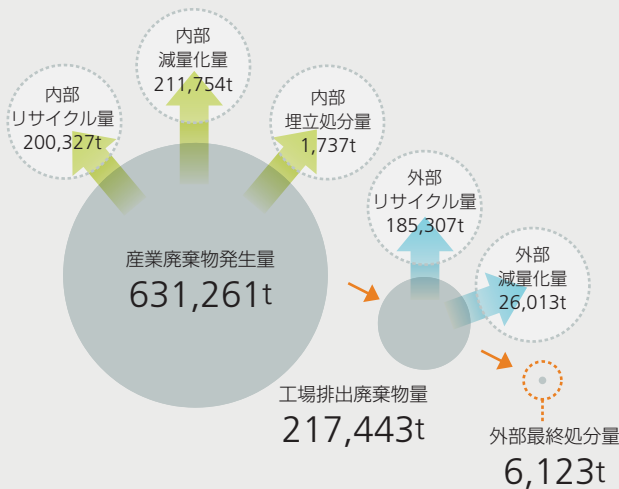 内部
減量化量
211,754t
内部
リサイクル量
200,327t
内部
埋立処分量
1,737t
産業廃棄物発生量
631,261t
外部
リサイクル量
185,307t
外部
減量化量
26,013t
工場排出廃棄物量
217,443t
外部最終処分量
6,123t